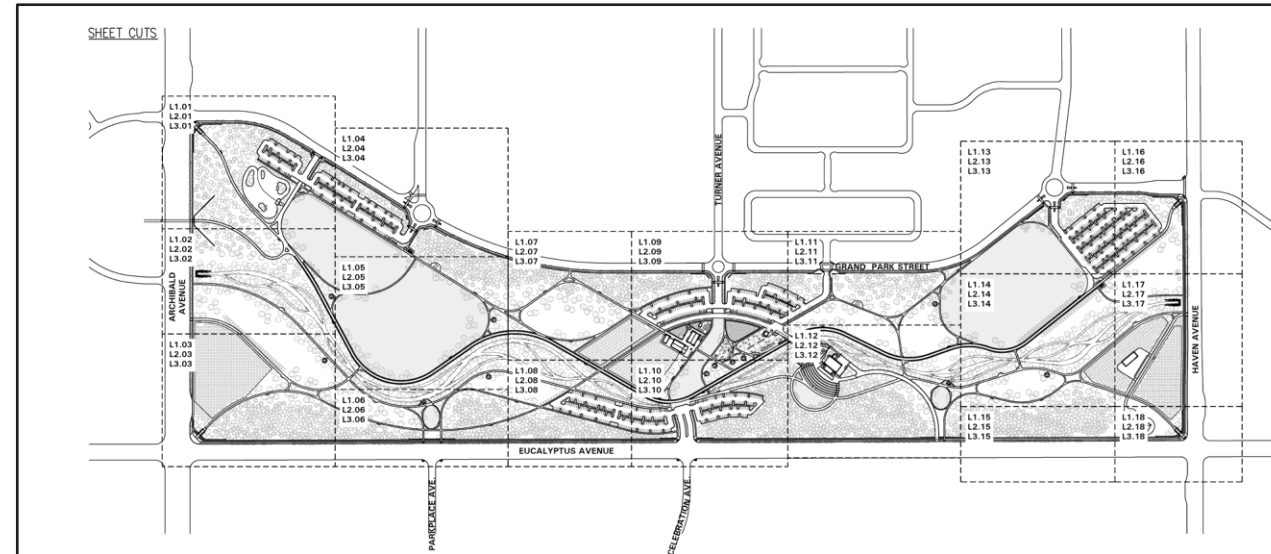 SHEET CUTS
L1.01
L2.01
L3.01
L1.04
L2.04
L3.04
L1.13
L2.13
L3.13
L1.16
L2.16
L3.16
TURNER AVENUE
L1.02
L2.02
L3.02
L1.07
L2.07
L3.07
L1.09
L2.09
L3.09
L1.11
L2.11
L3.11
GRAND PARK STREET
ARCHIBALD
AVENUE
L1.05
L2.05
L3.05
L1.14
L2.14
L3.14
L1.17
L2.17
L3.17
HAVEN AVENUE
L1.03
L2.03
L3.03
L1.12
L2.12
L3.12
L1.08
L2.08
L3.08
L1.10
L2.10
L3.10
L1.06
L2.06
L3.06
L1.15
L2.15
L3.15
L1.18
L2.18
L3.18
EUCALYPTUS AVENUE
PARKPLACE AVE.
CELEBRATION AVE.